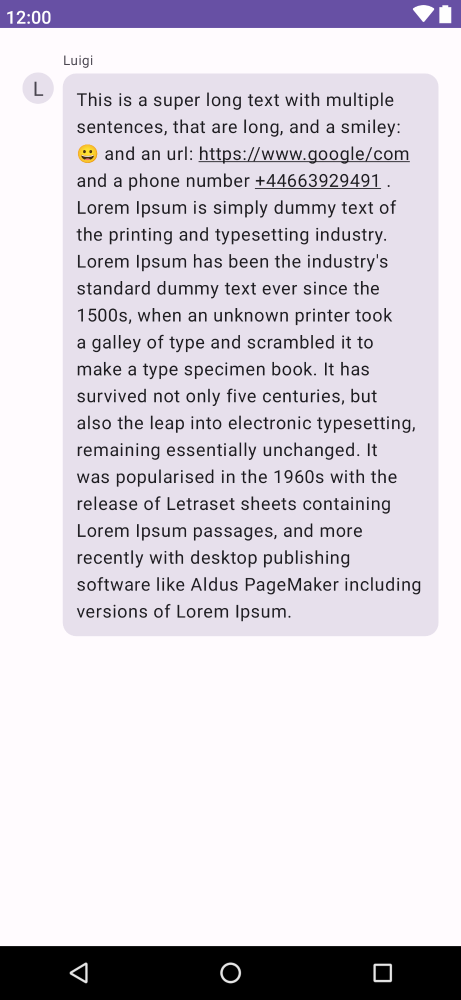 12:00
Luigi
L
This is a super long text with multiple
sentences, that are long, and a smiley:
😀 and an url: https://www.google/com
and a phone number +44663929491 .
Lorem Ipsum is simply dummy text of
the printing and typesetting industry.
Lorem Ipsum has been the industry's
standard dummy text ever since the
1500s, when an unknown printer took
a galley of type and scrambled it to
make a type specimen book. It has
survived not only five centuries, but
also the leap into electronic typesetting,
remaining essentially unchanged. It
was popularised in the 1960s with the
release of Letraset sheets containing
Lorem Ipsum passages, and more
recently with desktop publishing
software like Aldus PageMaker including
versions of Lorem Ipsum.